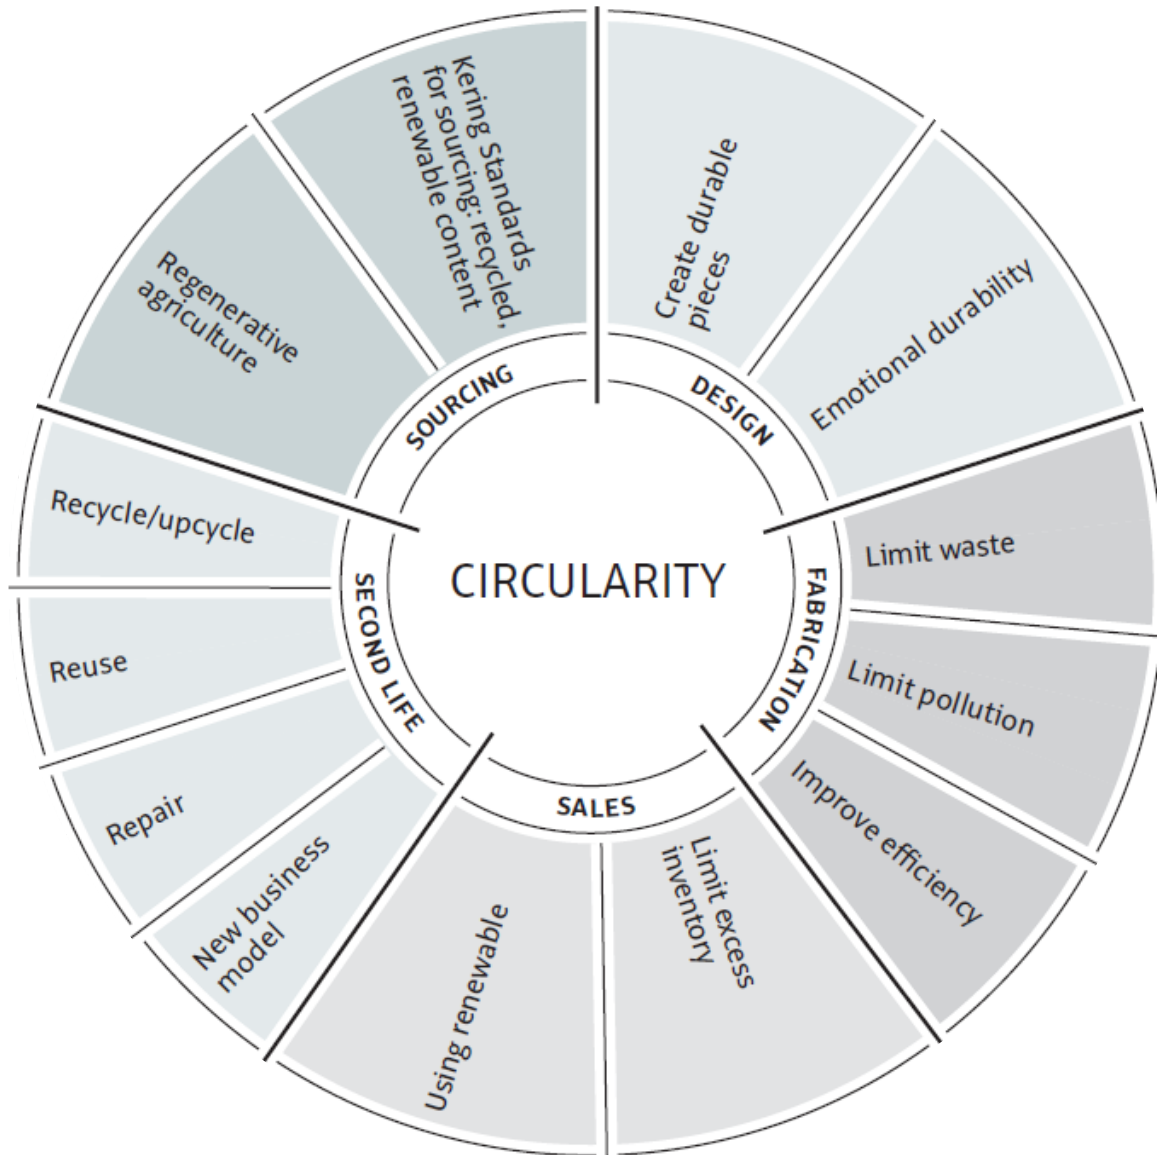 CIRCULARITY
DESIGN
Create durable
pieces
Emotional durability
FABRICATION
Limit waste
Limit pollution
Improve efficiency
SALES
Limit excess
inventory
Using renewable
SECOND LIFE
New business
model
Repair
Reuse
Recycle/upcycle
SOURCING
Regenerative
agriculture
Kering Standards
for sourcing: recycled,
renewable content